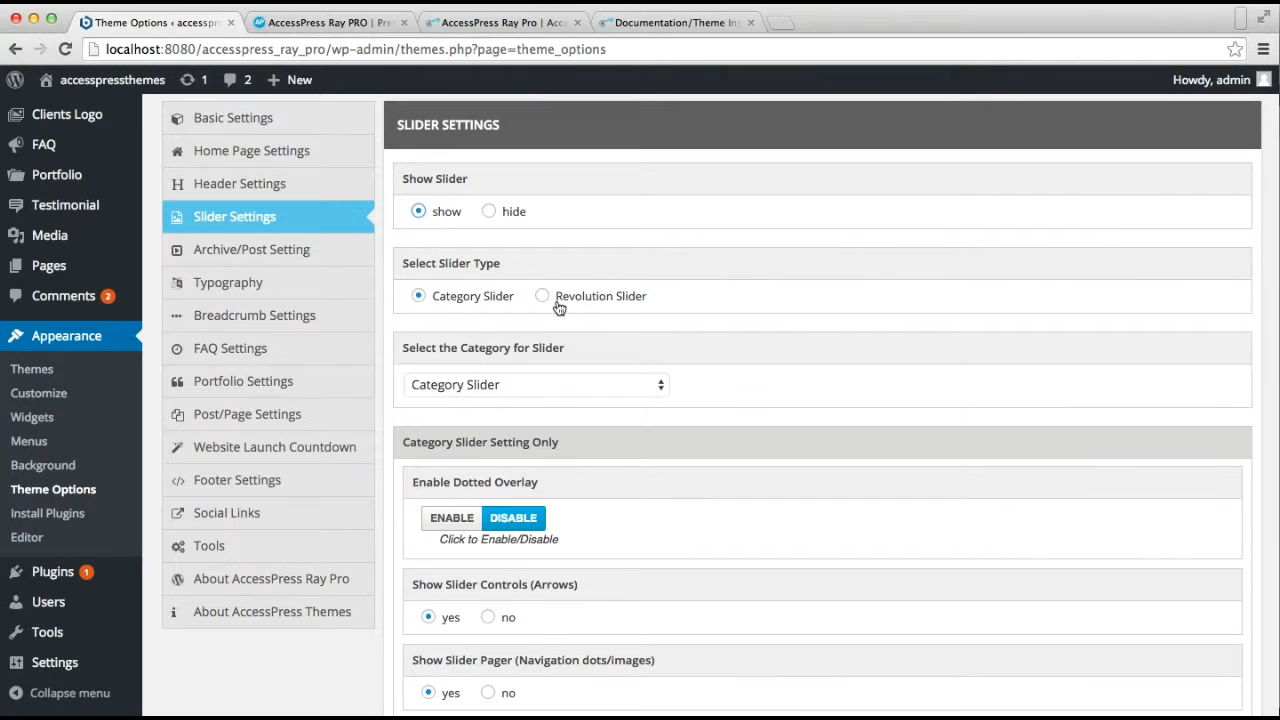 Theme Options ‹ accesspr
AccessPress Ray PRO | Pre
AccessPress Ray Pro | Acce
Documentation/Theme In
localhost:8080/accesspress_ray_pro/wp-admin/themes.php?page=theme_options
accesspressthemes
1
2
New
Howdy, admin
Clients Logo
FAQ
Portfolio
Testimonial
Media
Pages
Comments 2
Appearance
Themes
Customize
Widgets
Menus
Background
Theme Options
Install Plugins
Editor
Plugins 1
Users
Tools
Settings
Collapse menu
Basic Settings
Home Page Settings
Header Settings
Slider Settings
Archive/Post Setting
Typography
Breadcrumb Settings
FAQ Settings
Portfolio Settings
Post/Page Settings
Website Launch Countdown
Footer Settings
Social Links
Tools
About AccessPress Ray Pro
About AccessPress Themes
SLIDER SETTINGS
Show Slider
show hide
Select Slider Type
Category Slider Revolution Slider
Select the Category for Slider
Category Slider
Category Slider Setting Only
Enable Dotted Overlay
ENABLE DISABLE
Click to Enable/Disable
Show Slider Controls (Arrows)
yes no
Show Slider Pager (Navigation dots/images)
yes no